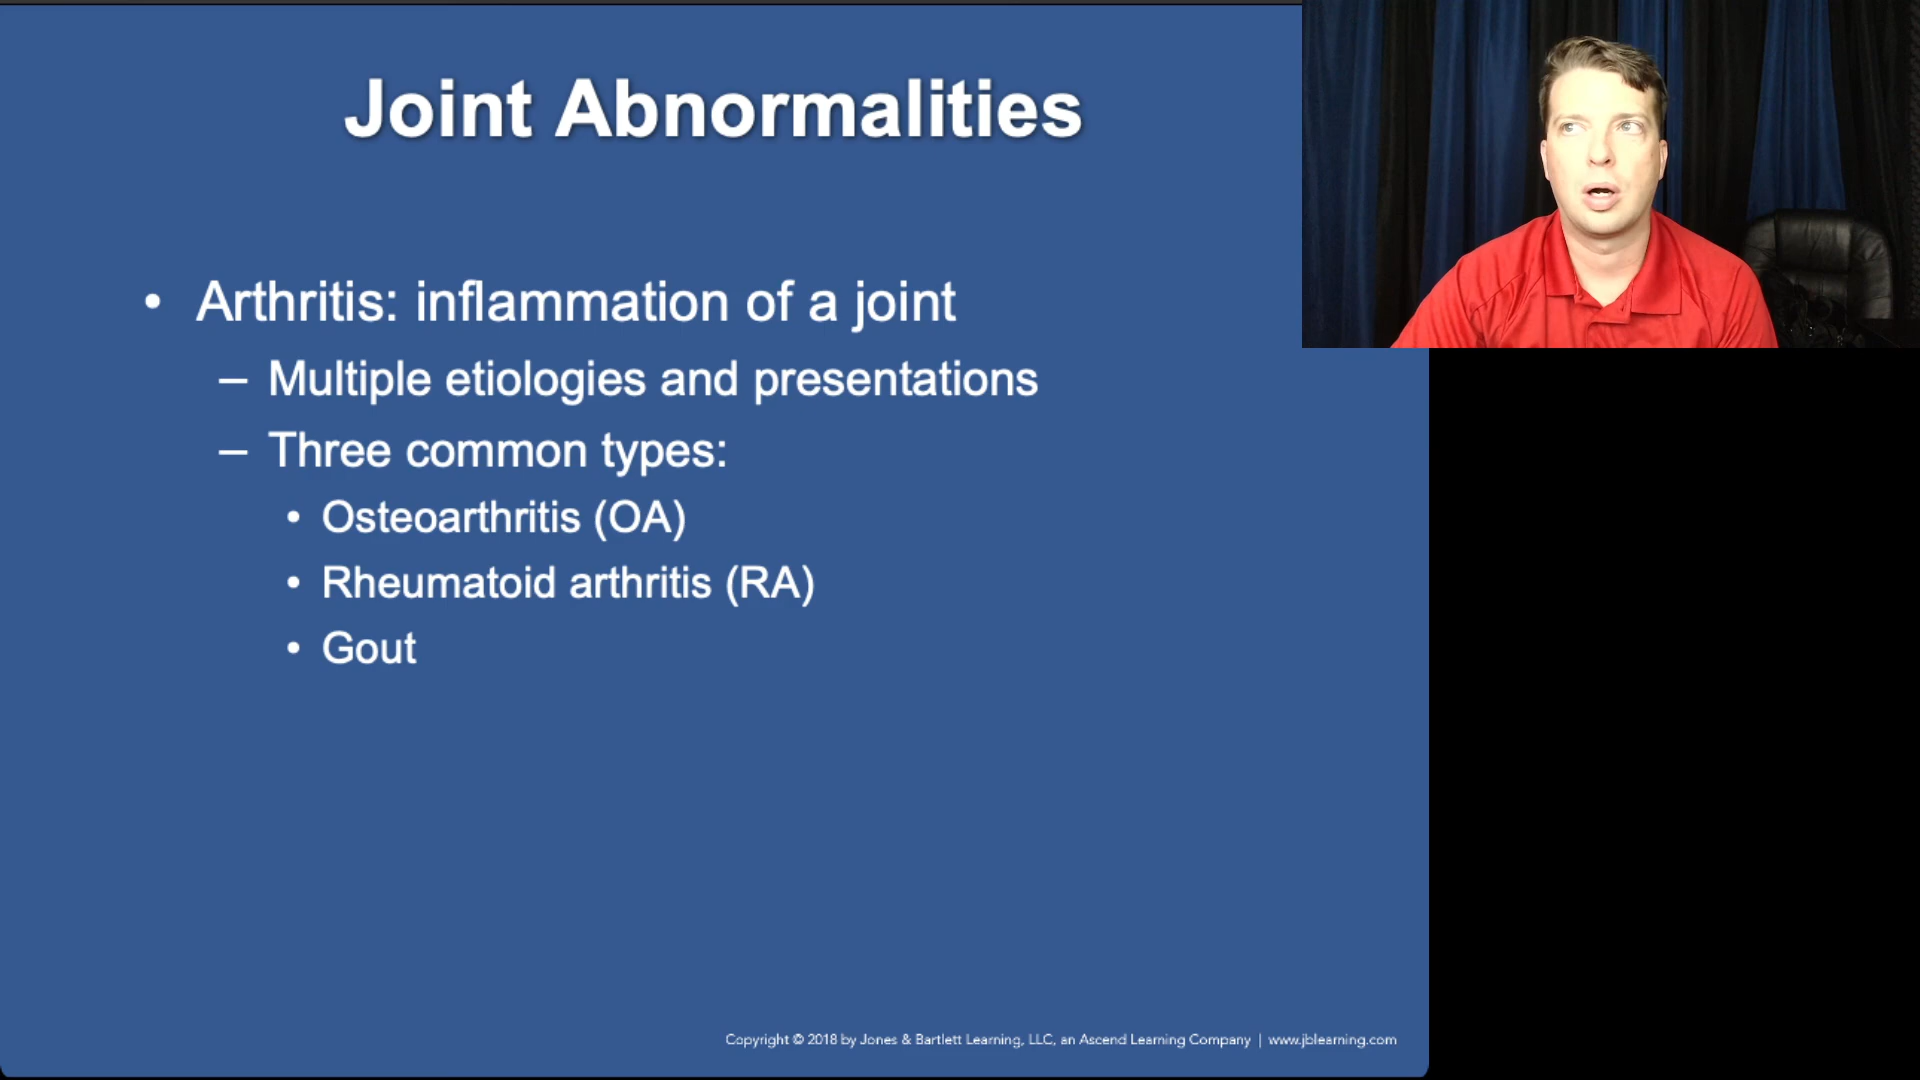 Joint Abnormalities
• Arthritis: inflammation of a joint
– Multiple etiologies and presentations
– Three common types:
• Osteoarthritis (OA)
• Rheumatoid arthritis (RA)
• Gout
Copyright © 2018 by Jones & Bartlett Learning, LLC, an Ascend Learning Company | www.jblearning.com